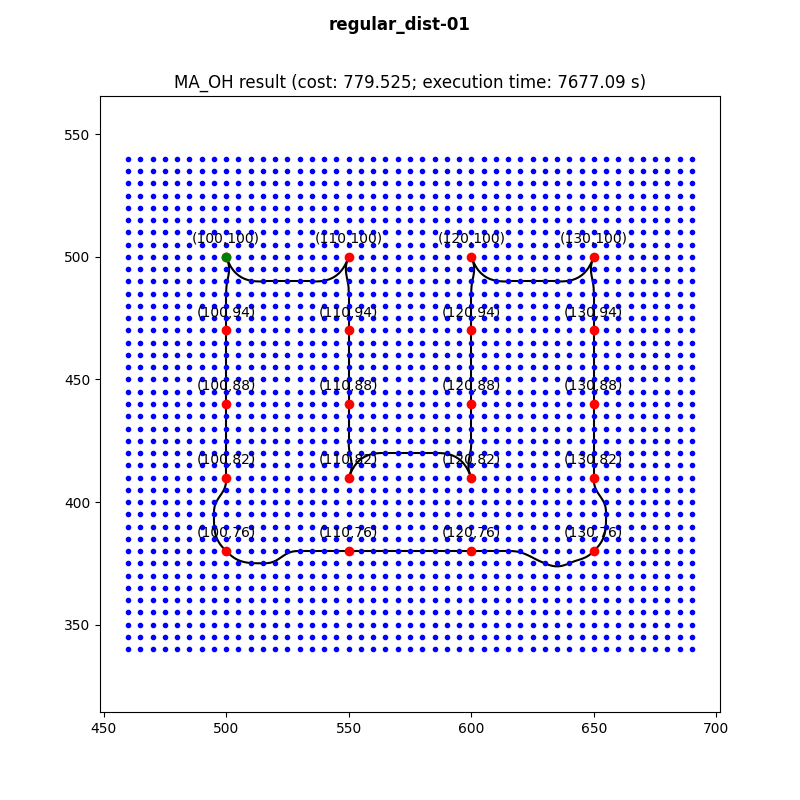 regular_dist-01
MA_OH result (cost: 779.525; execution time: 7677.09 s)
550
500
450
400
350
(100,100) (110,100) (120,100) (130,100)
(100,94) (110,94) (120,94) (130,94)
(100,88) (110,88) (120,88) (130,88)
(100,82) (110,82) (120,82) (130,82)
(100,76) (110,76) (120,76) (130,76)
450 500 550 600 650 700